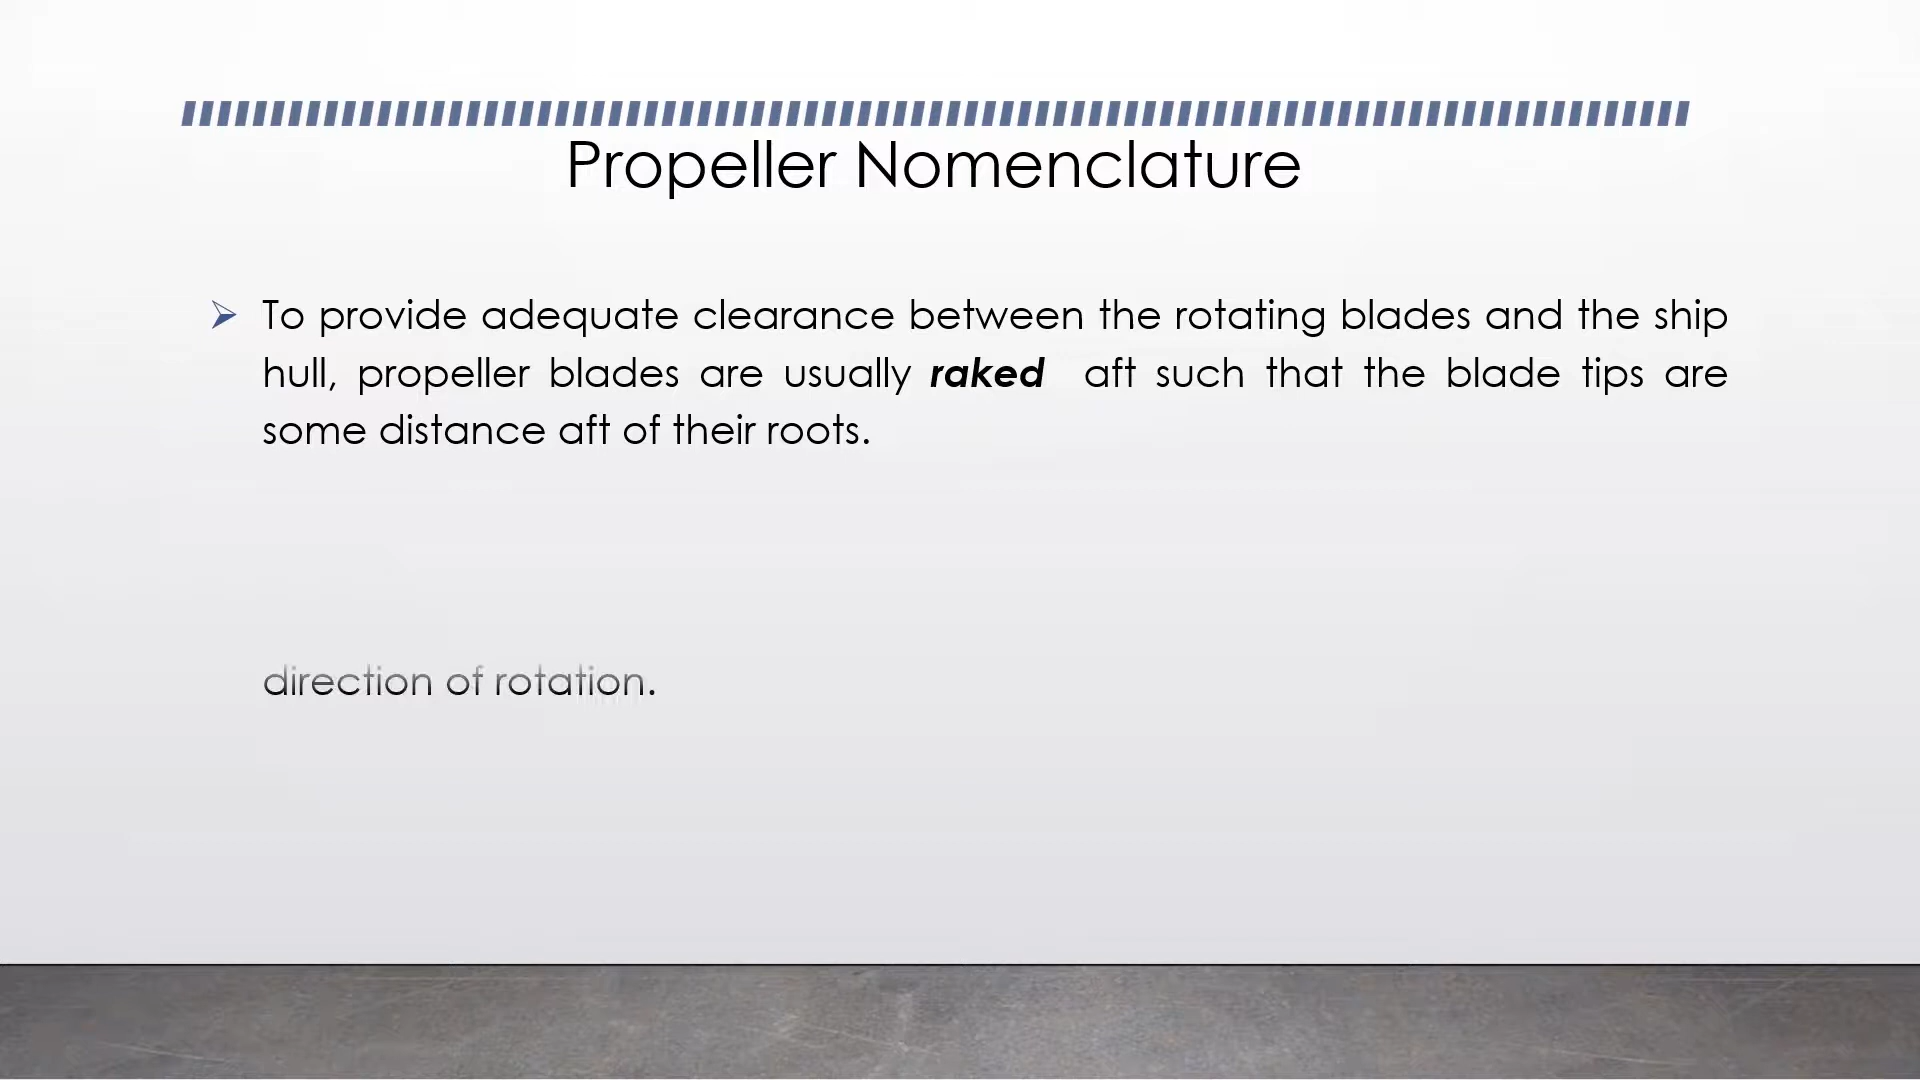 Propeller Nomenclature
To provide adequate clearance between the rotating blades and the ship
hull, propeller blades are usually raked aft such that the blade tips are
some distance aft of their roots.
direction of rotation.